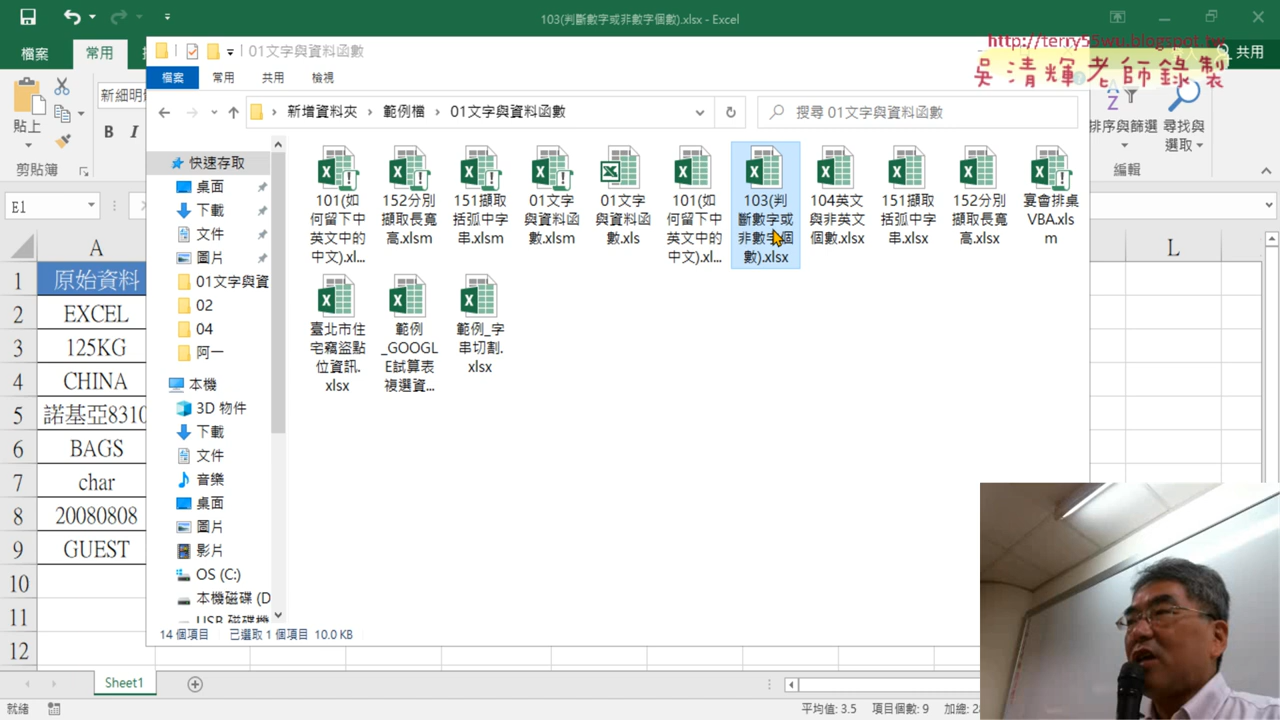 103(判斷數字或非數字個數).xlsx - Excel
http://terry55wu.blogspot.tw
吳清輝老師錄製
檔案
常用
共用
01文字與資料函數
檔案
常用
共用
檢視
新增資料夾 > 範例檔 > 01文字與資料函數
搜尋 01文字與資料函數
貼上
剪貼簿
新細明
B I
排序與篩選
尋找與
選取
編輯
E1
快速存取
桌面
下載
文件
圖片
01文字與資
02
04
阿一
本機
3D 物件
下載
文件
音樂
桌面
圖片
影片
OS (C:)
本機磁碟 (D
101(如何留下中英文中的中文).xl...
152分別擷取長寬高.xlsm
151擷取括弧中字串.xlsm
01文字與資料函數.xlsm
01文字與資料函數.xls
101(如何留下中英文中的中文).xl...
103(判斷數字或非數字個數).xlsx
104英文與非英文個數.xlsx
151擷取括弧中字串.xlsx
152分別擷取長寬高.xlsx
宴會排桌VBA.xlsm
臺北市住宅竊盜點位資訊.xlsx
範例_GOOGLE試算表複選資...
範例_字串切割.xlsx
14 個項目
已選取 1 個項目 10.0 KB
A
L
1 原始資料
2 EXCEL
3 125KG
4 CHINA
5 諾基亞8310
6 BAGS
7 char
8 20080808
9 GUEST
10
11
12
Sheet1
就緒
平均值: 3.5
項目個數: 9
加總: 2